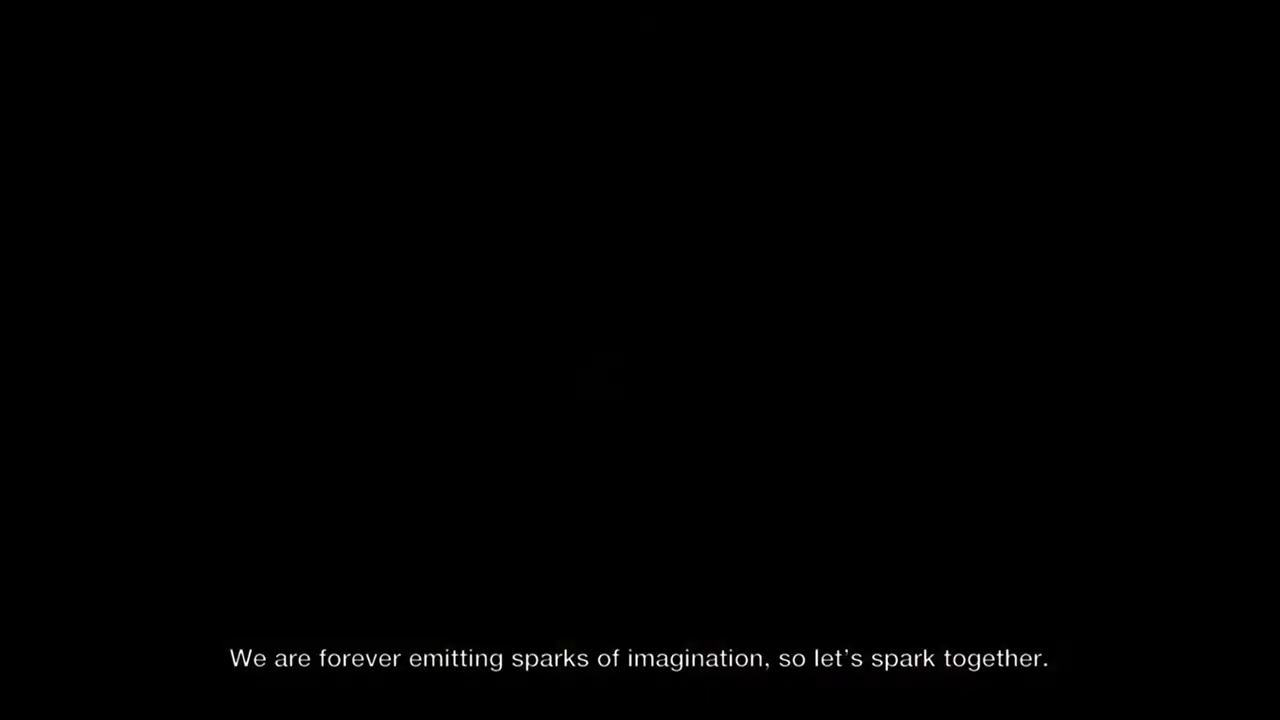 We are forever emitting sparks of imagination, so let’s spark together.